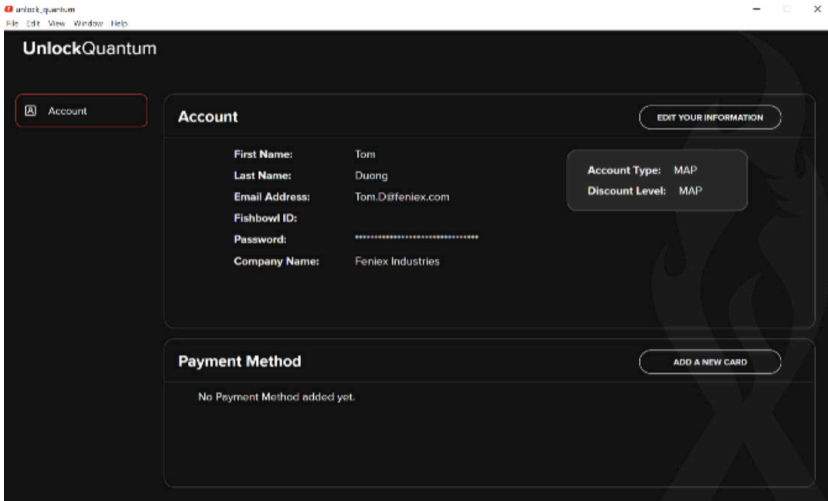 unlock_quantum
File Edit View Window Help
UnlockQuantum
Account
Account
EDIT YOUR INFORMATION
First Name: Tom
Last Name: Duong
Email Address: Tom.D@feniex.com
Fishbowl ID:
Password: ********************************
Company Name: Feniex Industries
Account Type: MAP
Discount Level: MAP
Payment Method
ADD A NEW CARD
No Payment Method added yet.